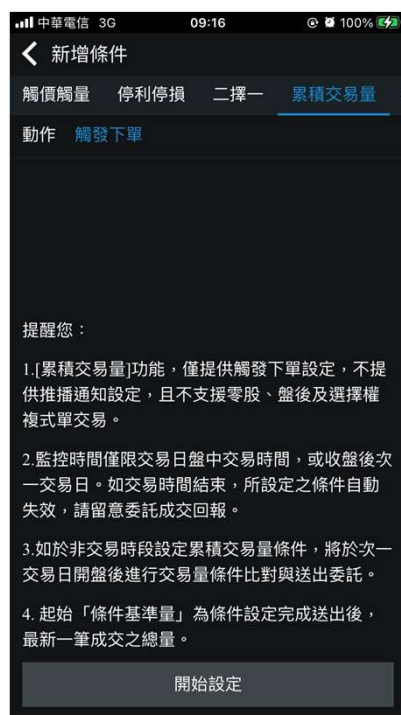 中華電信 3G 09:16 100%
新增條件
觸價觸量 停利停損 二擇一 累積交易量
動作 觸發下單
提醒您：
1.[累積交易量]功能，僅提供觸發下單設定，不提
供推播通知設定，且不支援零股、盤後及選擇權
複式單交易。
2.監控時間僅限交易日盤中交易時間，或收盤後次
一交易日。如交易時間結束，所設定之條件自動
失效，請留意委託成交回報。
3.如於非交易時段設定累積交易量條件，將於次一
交易日開盤後進行交易量條件比對與送出委託。
4. 起始「條件基準量」為條件設定完成送出後，
最新一筆成交之總量。
開始設定